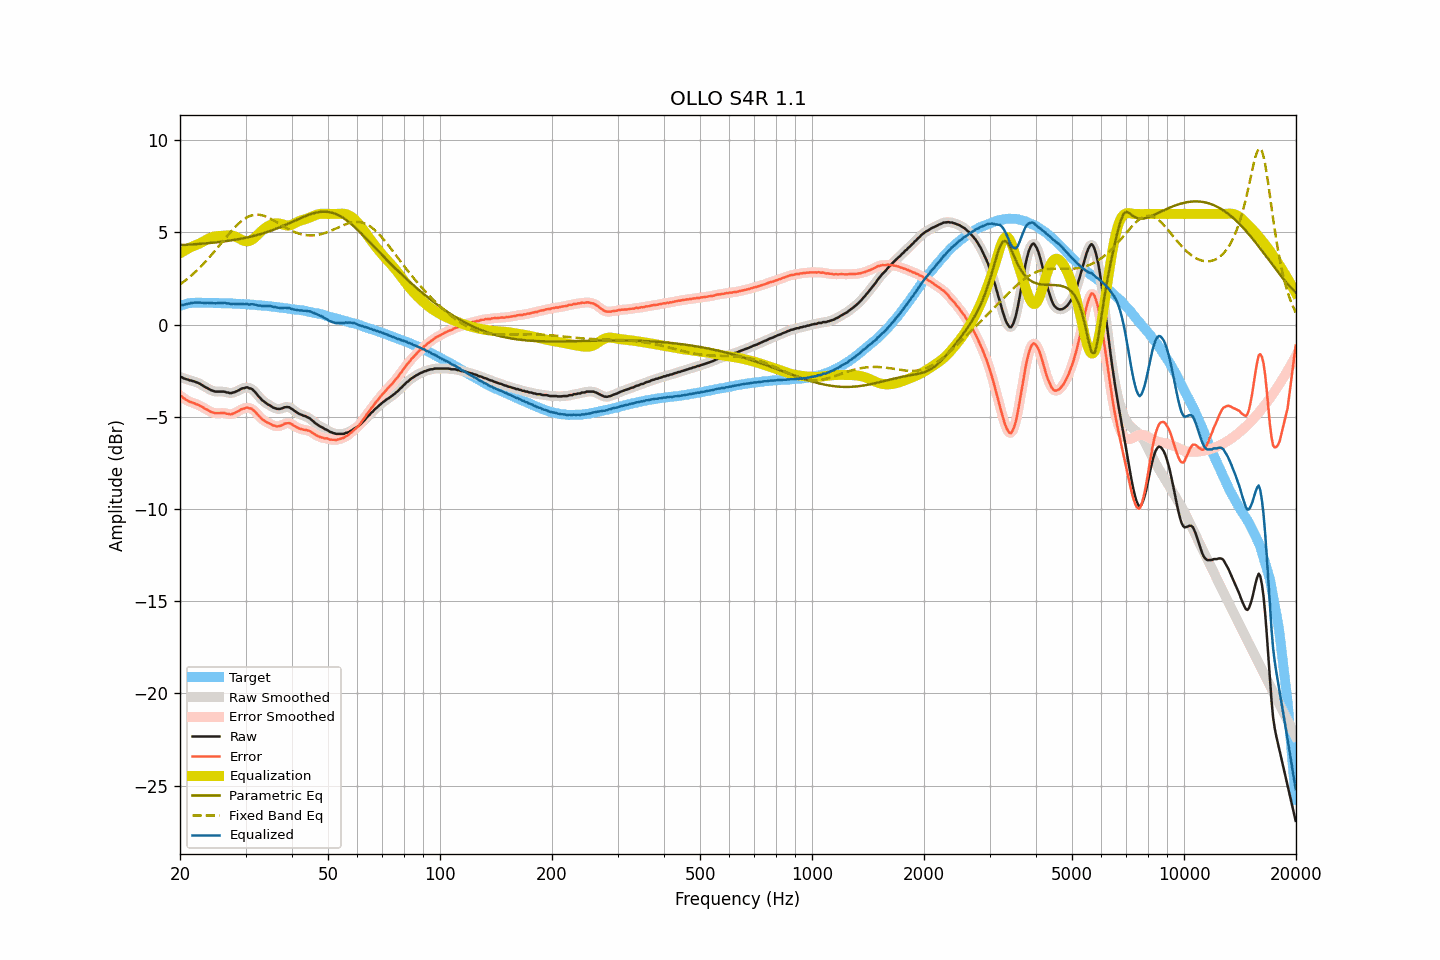 OLLO S4R 1.1
10
5
0
−5
−10
−15
−20
−25
Amplitude (dBr)
Target
Raw Smoothed
Error Smoothed
Raw
Error
Equalization
Parametric Eq
Fixed Band Eq
Equalized
20 50 100 200 500 1000 2000 5000 10000 20000
Frequency (Hz)